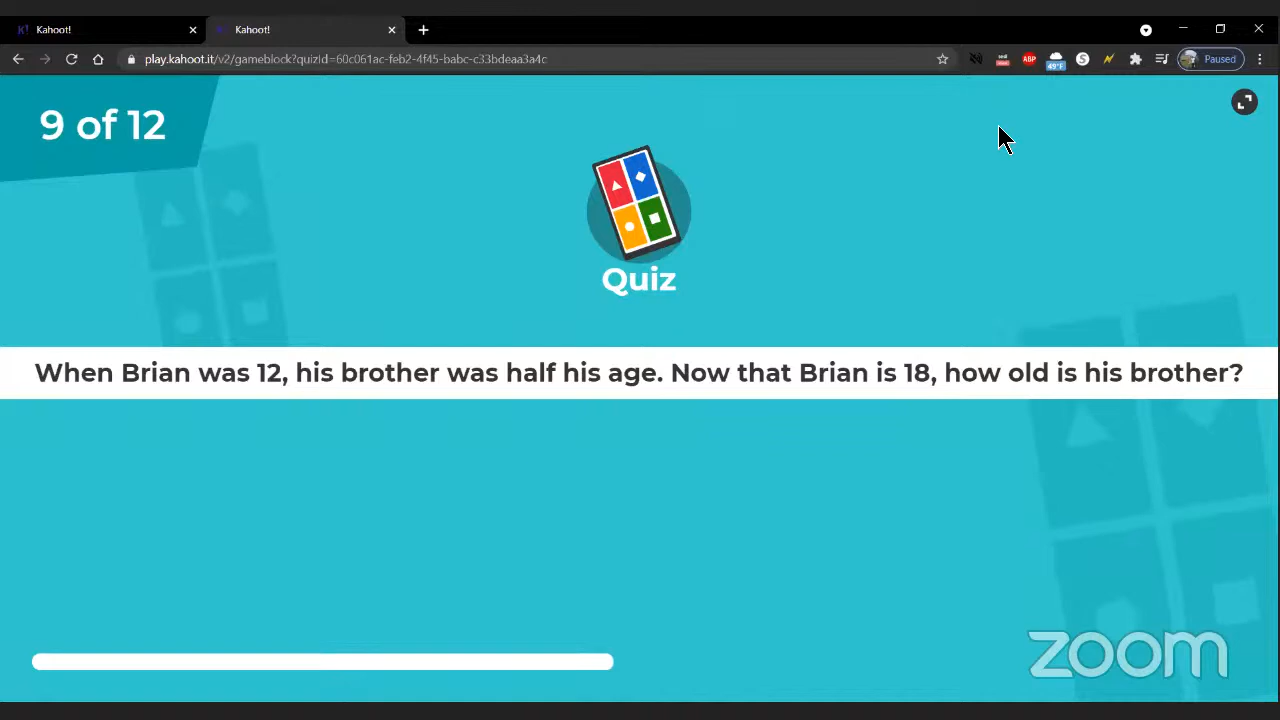 Kahoot!
Kahoot!
play.kahoot.it/v2/gameblock?quizId=60c061ac-feb2-4f45-babc-c33bdeaa3a4c
ABP
49°F
S
Paused
9 of 12
Quiz
When Brian was 12, his brother was half his age. Now that Brian is 18, how old is his brother?
zoom